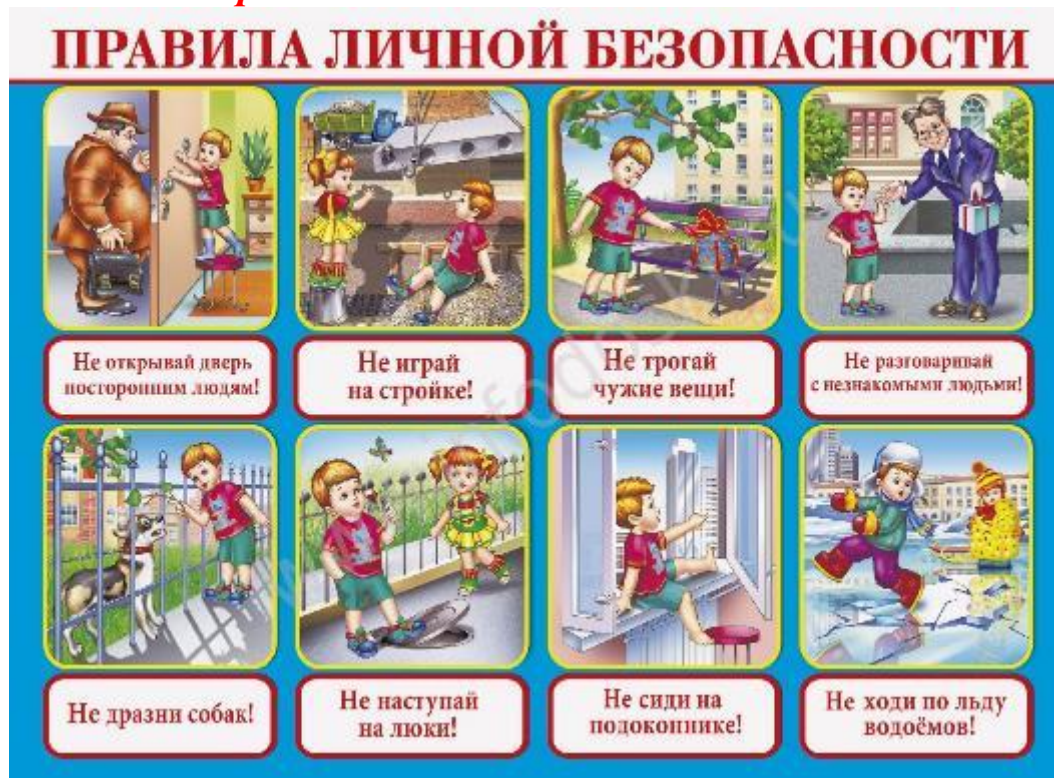 ПРАВИЛА ЛИЧНОЙ БЕЗОПАСНОСТИ
Не открывай дверь
посторонним людям!
Не играй
на стройке!
Не трогай
чужие вещи!
Не разговаривай
с незнакомыми людьми!
Не дразни собак!
Не наступай
на люки!
Не сиди на
подоконнике!
Не ходи по льду
водоёмов!